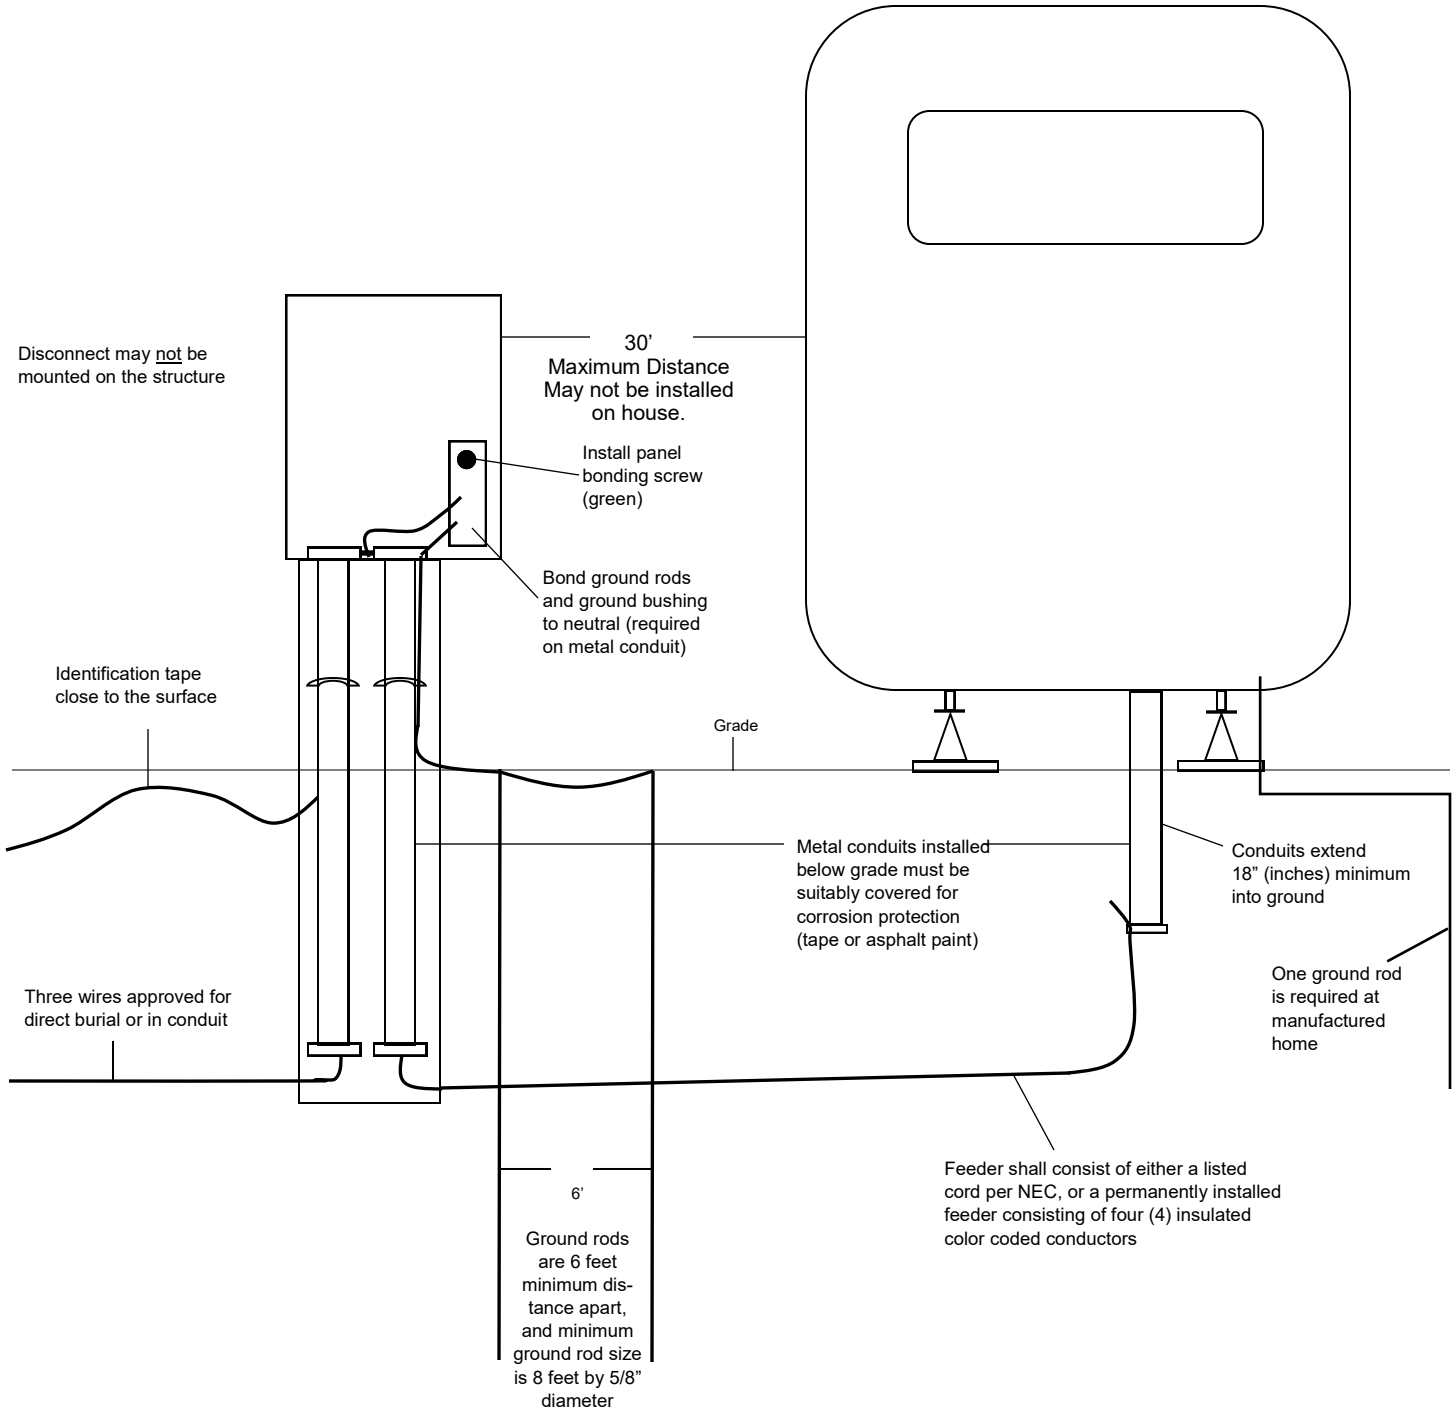 Disconnect may not be
mounted on the structure
30’
Maximum Distance
May not be installed
on house.
Install panel
bonding screw
(green)
Bond ground rods
and ground bushing
to neutral (required
on metal conduit)
Identification tape
close to the surface
Grade
Metal conduits installed
below grade must be
suitably covered for
corrosion protection
(tape or asphalt paint)
Conduits extend
18” (inches) minimum
into ground
One ground rod
is required at
manufactured
home
Three wires approved for
direct burial or in conduit
Feeder shall consist of either a listed
cord per NEC, or a permanently installed
feeder consisting of four (4) insulated
color coded conductors
6’
Ground rods
are 6 feet
minimum dis-
tance apart,
and minimum
ground rod size
is 8 feet by 5/8”
diameter